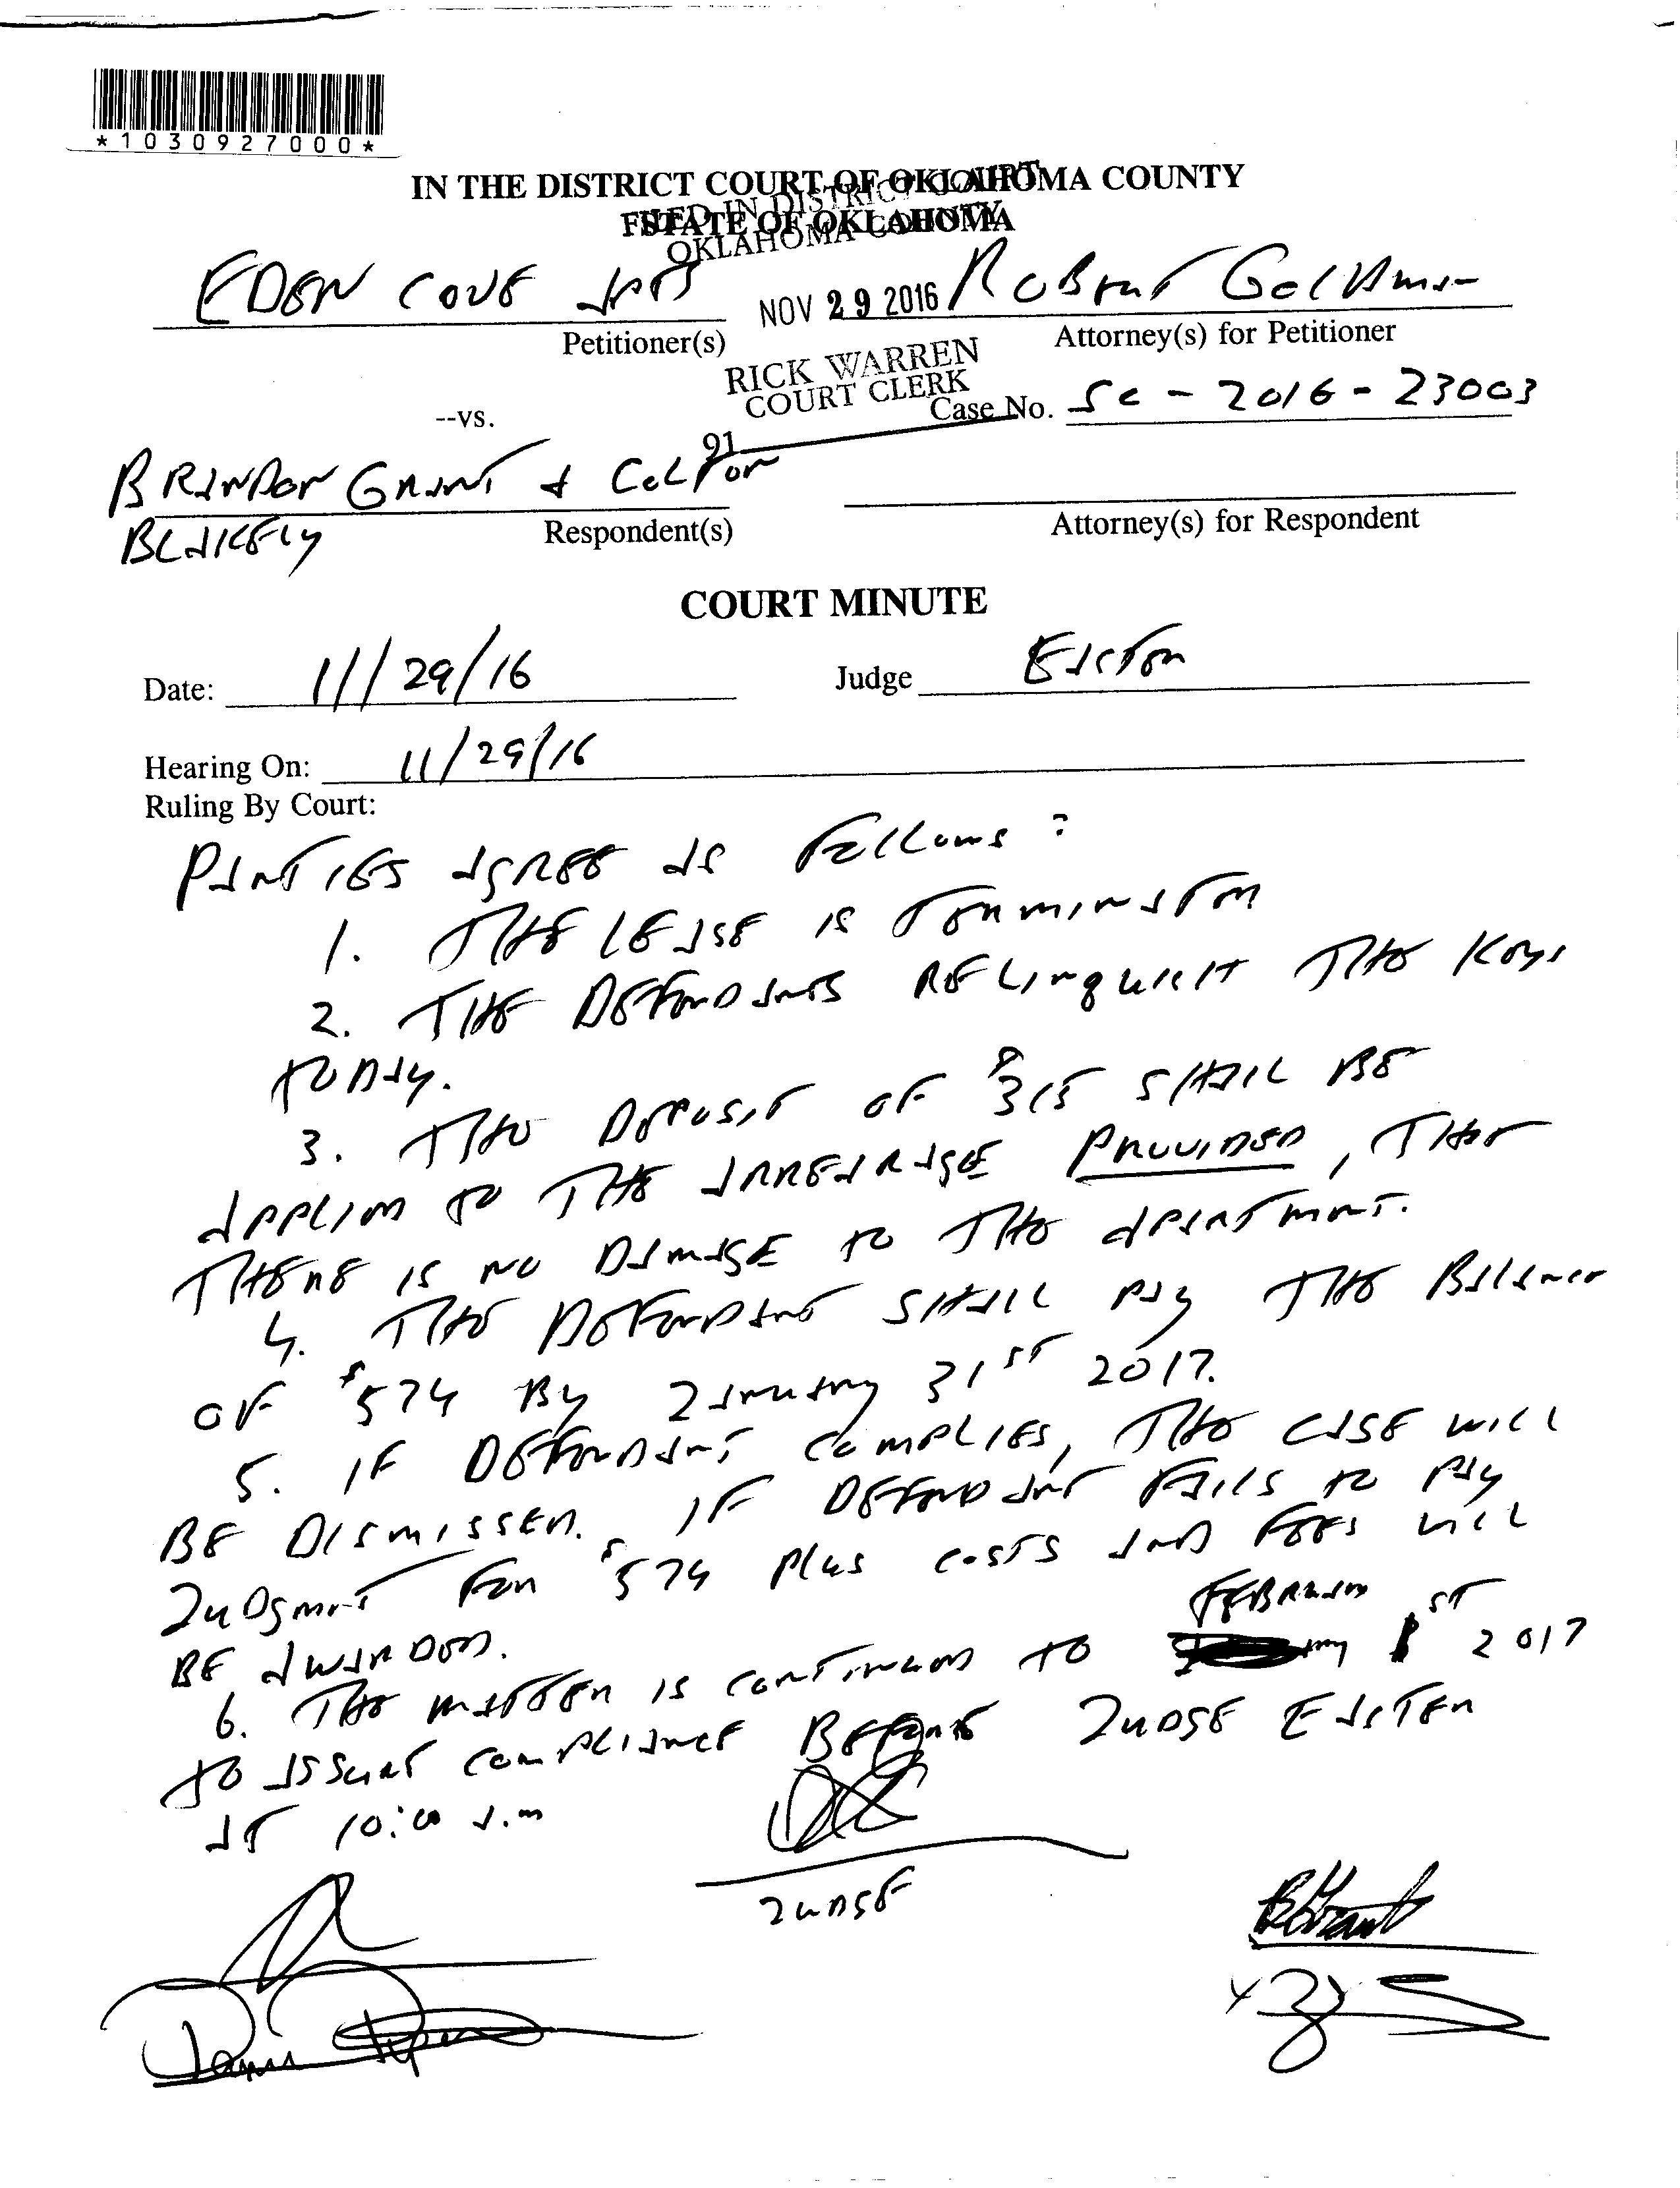 *1030927000*
IN THE DISTRICT COURT OF OKLAHOMA COUNTY
STATE OF OKLAHOMA
FILED IN DISTRICT COURT
OKLAHOMA COUNTY
EDEN COVE APTS
NOV 29 2016
ROBERT GOLDMAN
Petitioner(s)
Attorney(s) for Petitioner
RICK WARREN
COURT CLERK
--vs.
Case No. SC - 2016 - 23003
91
BRANDON GRANT & COLTON
BLAKELY
Respondent(s)
Attorney(s) for Respondent
COURT MINUTE
Date: 11/29/16
Judge EASTER
Hearing On: 11/29/16
Ruling By Court:
PARTIES AGREE AS FOLLOWS:
1. THE LEASE IS TERMINATED
2. THE DEFENDANTS RELINQUISH THE KEYS
TODAY.
3. THE DEPOSIT OF $315 SHALL BE
APPLIED TO THE ARREARAGE PROVIDED, THAT
THERE IS NO DAMAGE TO THE APARTMENT.
4. THE DEFENDANT SHALL PAY THE BALANCE
OF $574 BY JANUARY 31ST 2017.
5. IF DEFENDANT COMPLIES, THE CASE WILL
BE DISMISSED. IF DEFENDANT FAILS TO PAY
JUDGMENT FOR $574 PLUS COSTS AND FEES WILL
BE AWARDED.
6. THE MATTER IS CONTINUED TO FEBRUARY 1ST 2017
TO ASSURE COMPLIANCE BEFORE JUDGE EASTER
AT 10:00 A.M
JUDGE
BGrant